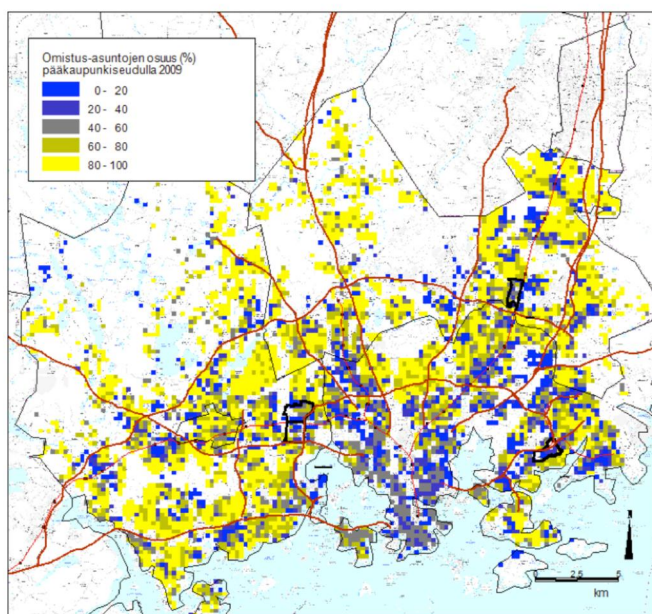 Omistus-asuntojen osuus (%)
pääkaupunkiseudulla 2009
0 - 20
20 - 40
40 - 60
60 - 80
80 - 100
0 2,5 5
km